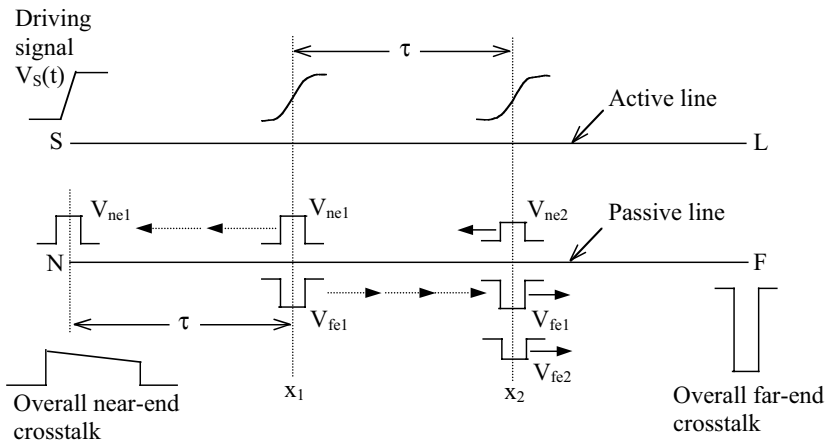 Driving
signal
V_S(t)
τ
Active line
S
L
V_ne1
V_ne1
V_ne2
Passive line
N
F
τ
V_fe1
V_fe1
V_fe2
x_1
x_2
Overall near-end
crosstalk
Overall far-end
crosstalk